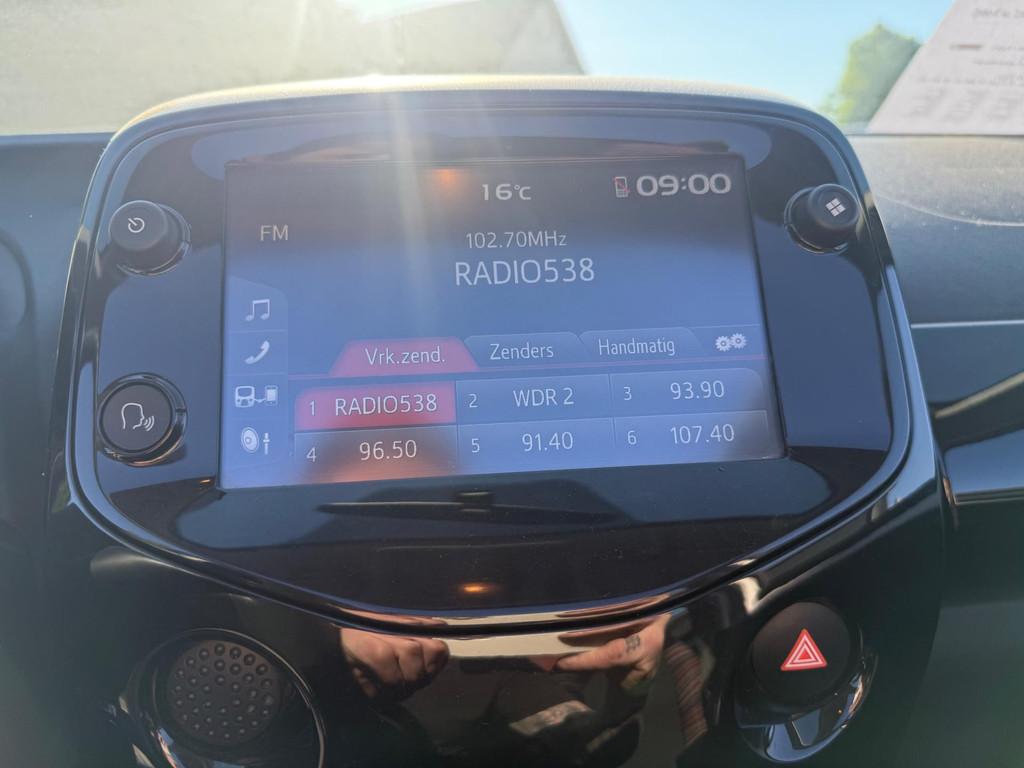 16°C
09:00
FM
102.70MHz
RADIO538
Vrk.zend. Zenders Handmatig
1 RADIO538 2 WDR 2 3 93.90
4 96.50 5 91.40 6 107.40